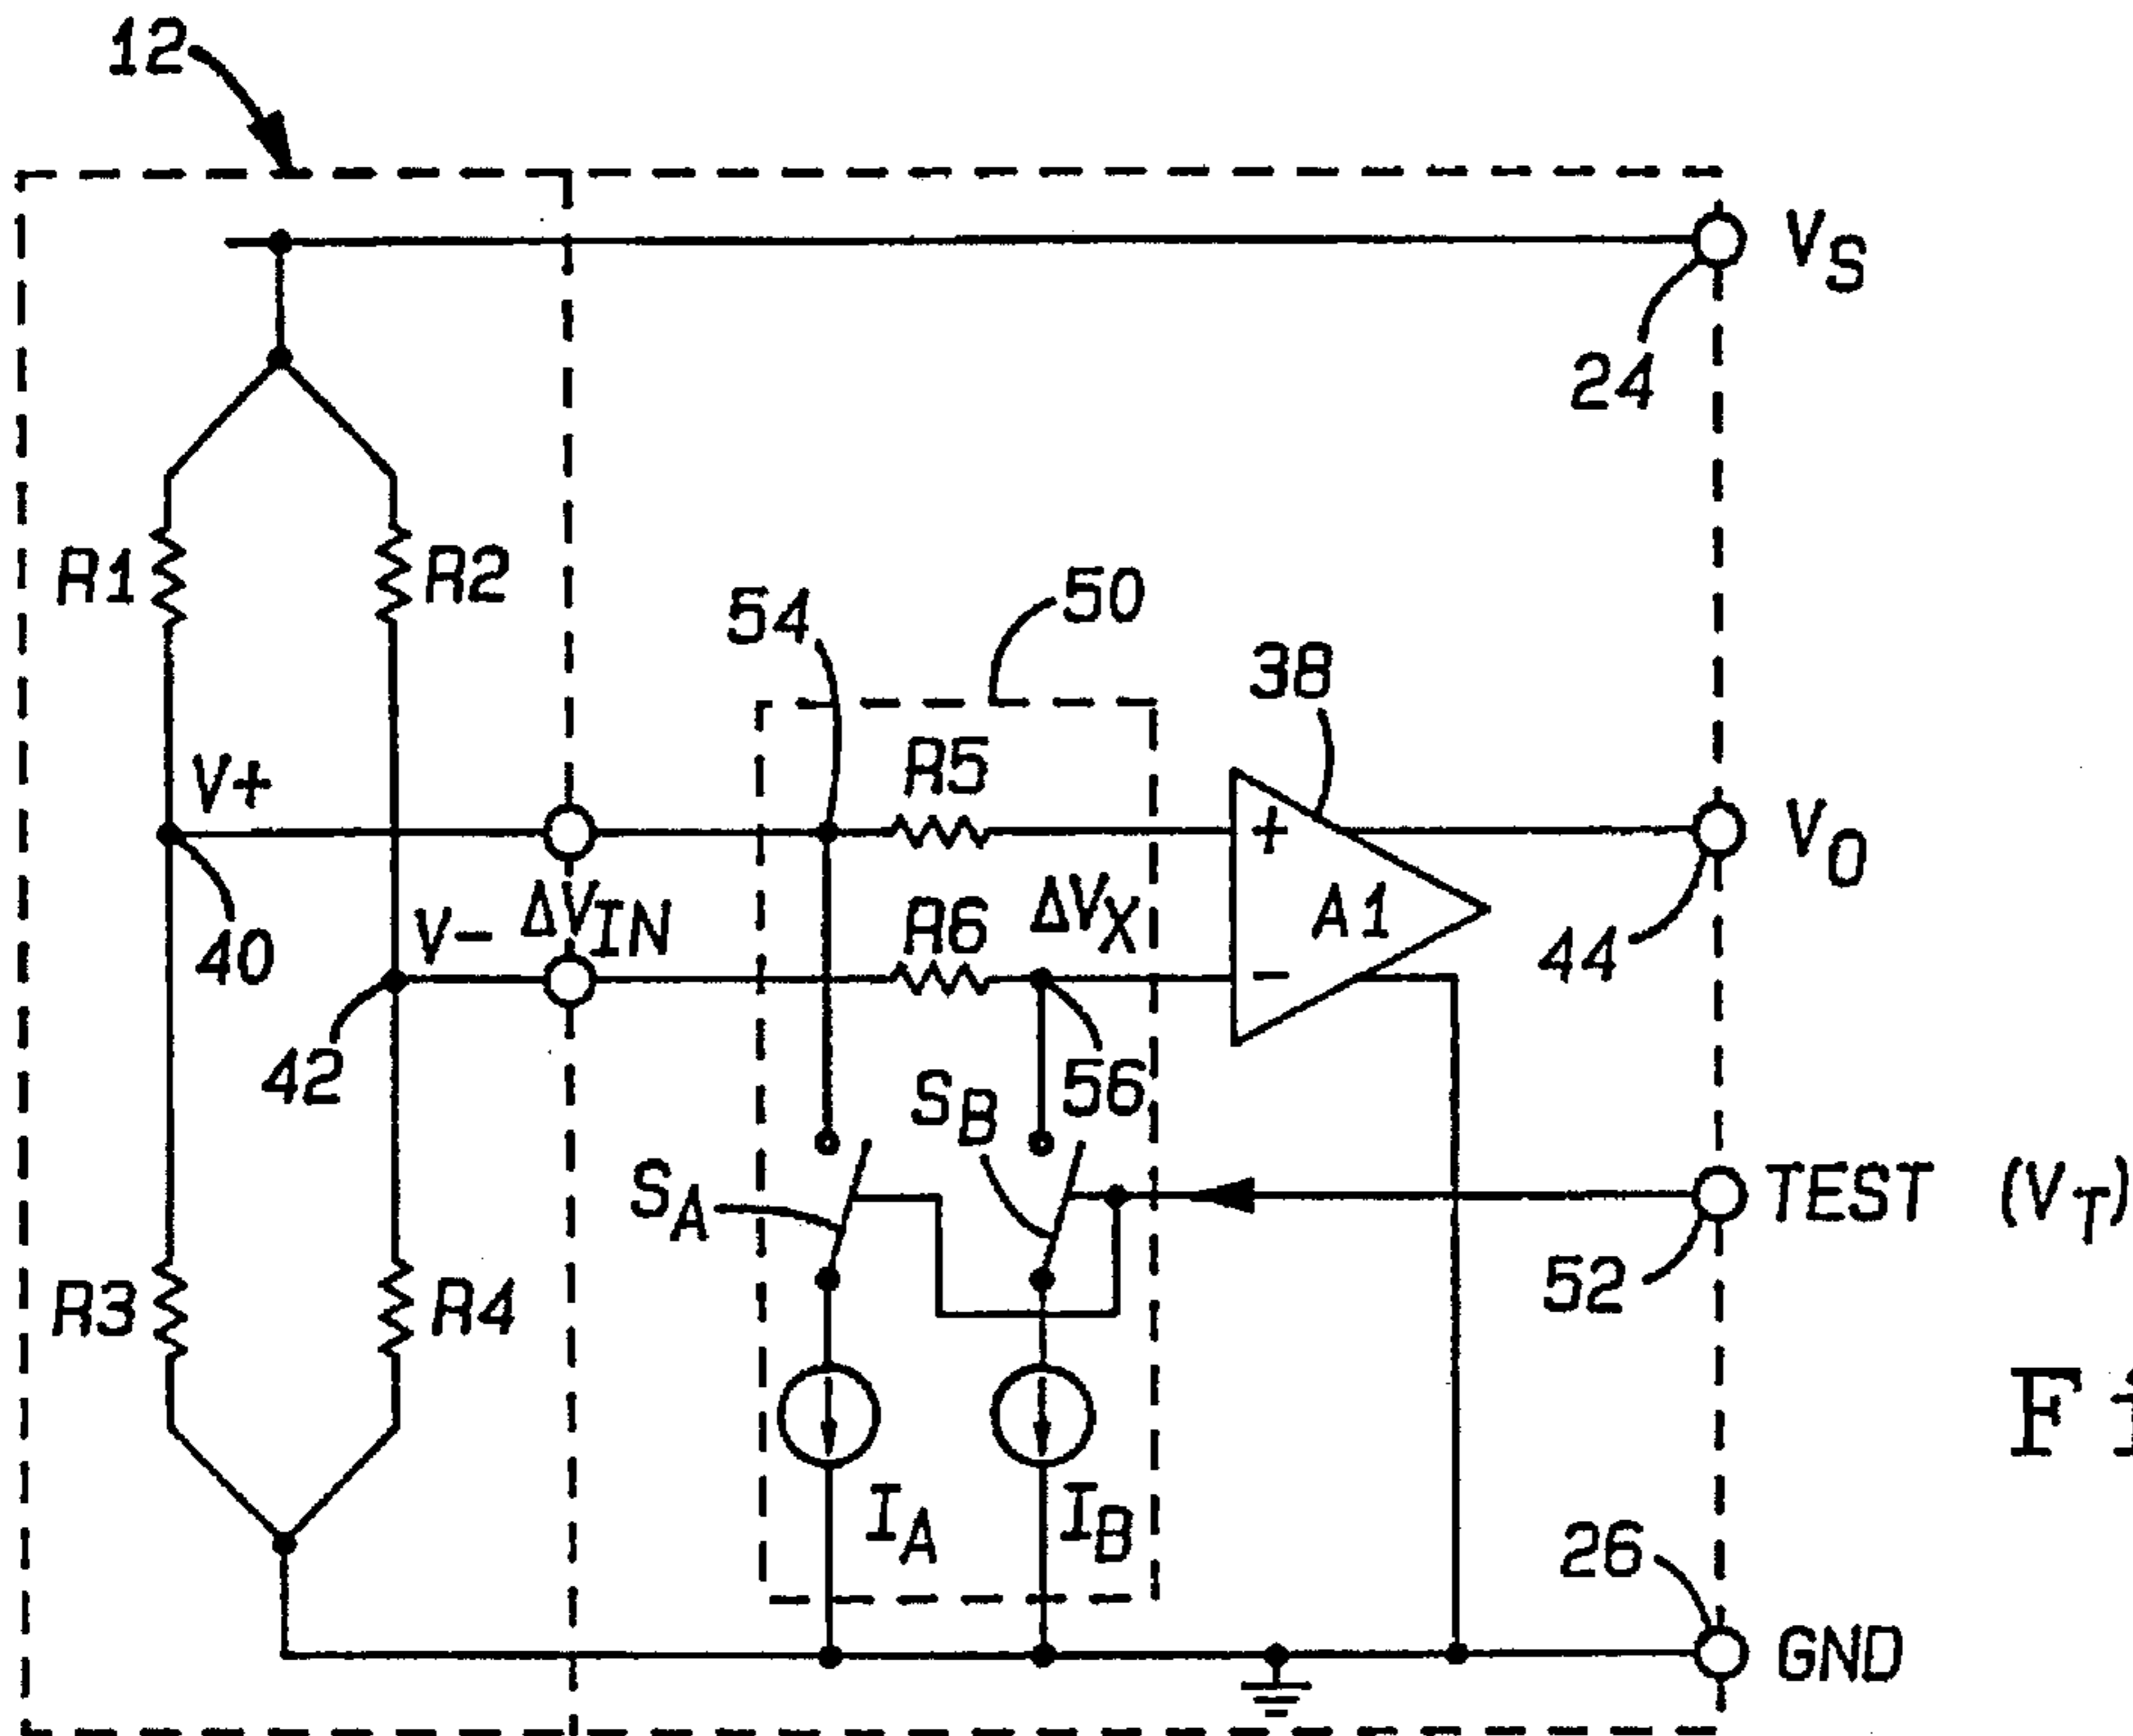 12
VS
24
R1
R2
54
50
38
V+
R5
VO
40
V-
ΔVIN
R6
ΔVX
+
-
A1
44
42
SB
56
SA
TEST (VT)
52
R3
R4
IA
IB
26
GND